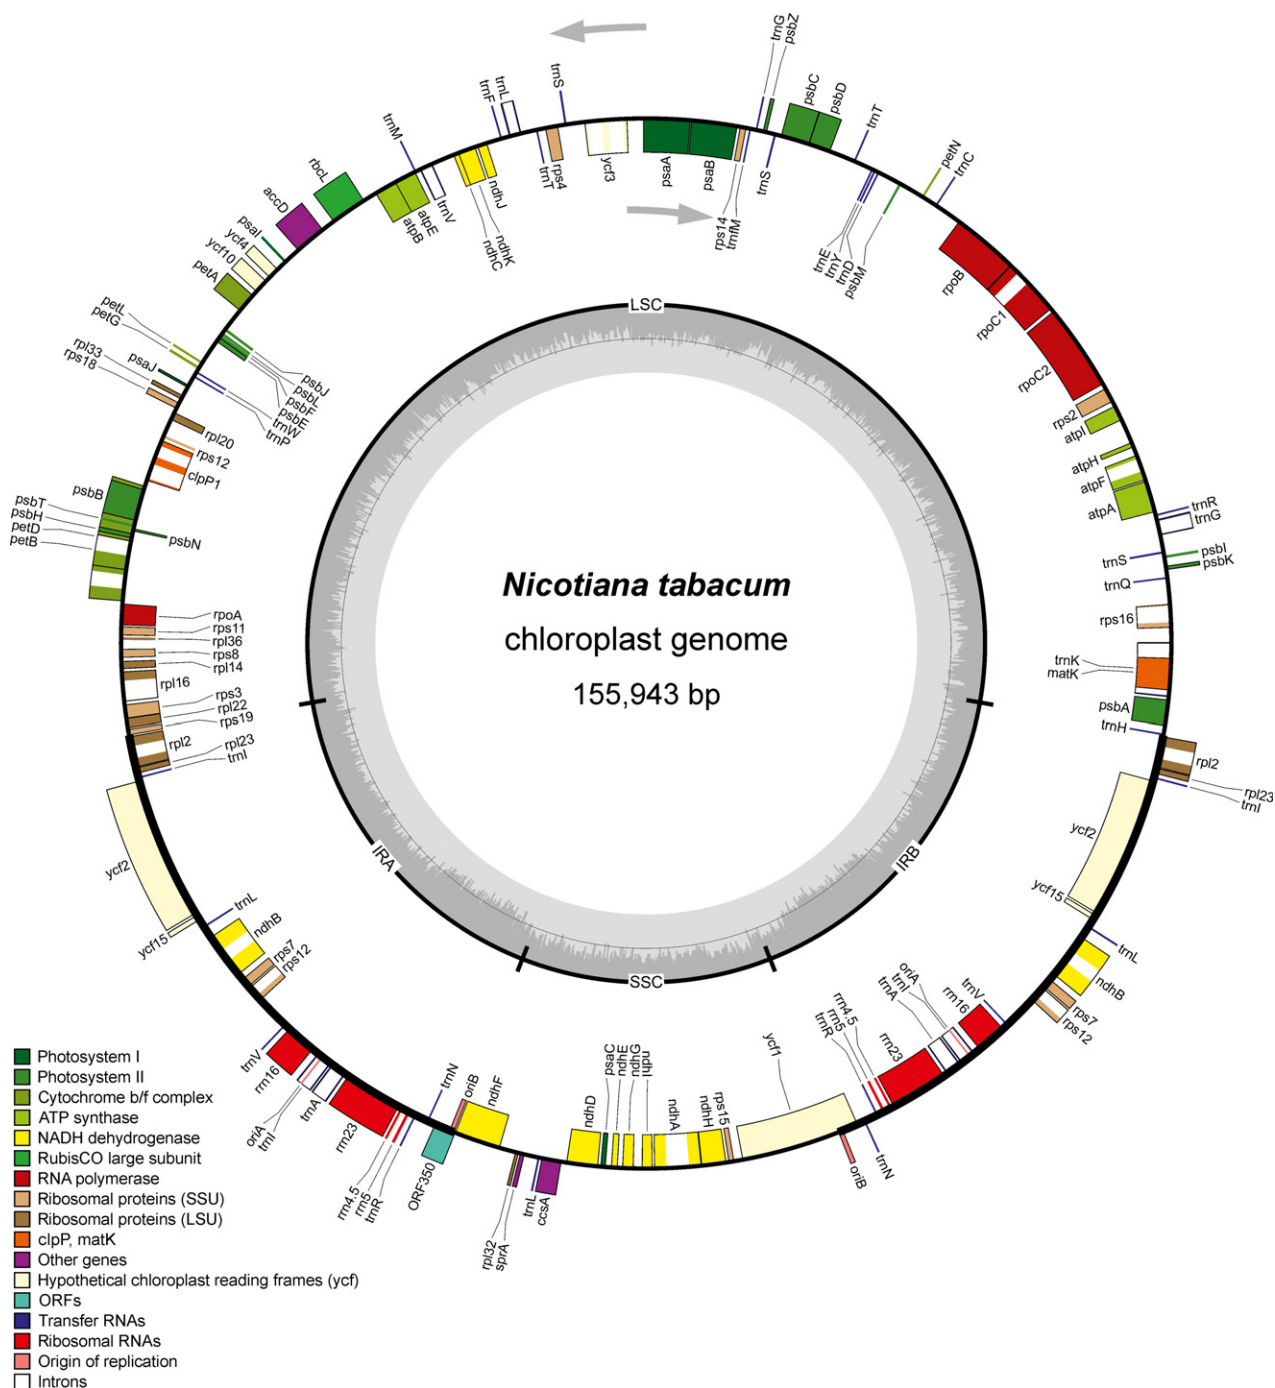 trnG
psbZ
psbC
psbD
trnT
petN
trnC
trnS
trnL
trnF
trnM
rbcL
accD
psaI
ycf4
ycf10
petA
petL
petG
psaJ
rpl33
rps18
psbB
psbT
psbH
petD
petB
trnT
rps4
ycf3
psaA
psaB
rps14
trnfM
trnS
trnE
trnY
trnD
psbM
ndhJ
ndhK
ndhC
trnV
atpE
atpB
psbJ
psbL
psbF
psbE
trnW
trnP
rpl20
rps12
clpP1
psbN
rpoB
rpoC1
rpoC2
rps2
atpI
atpH
atpF
atpA
trnR
trnG
trnS
psbI
psbK
trnQ
rps16
trnK
matK
psbA
trnH
rpoA
rps11
rpl36
rps8
rpl14
rpl16
rps3
rpl22
rps19
rpl2
rpl23
trnI
LSC
Nicotiana tabacum
chloroplast genome
155,943 bp
IRA
IRB
SSC
rpl2
rpl23
trnI
ycf2
ycf15
trnL
ndhB
rps7
rps12
ycf2
ycf15
trnL
ndhB
rps7
rps12
trnV
rrn16
oriA
trnI
trnA
rrn23
rrn4.5
rrn5
trnR
trnN
oriB
ndhF
ORF350
rpl32
sprA
trnL
ccsA
ndhD
psaC
ndhE
ndhG
ndhI
ndhA
ndhH
rps15
ycf1
oriB
trnN
trnR
rrn5
rrn4.5
rrn23
trnA
trnI
oriA
rrn16
trnV
Photosystem I
Photosystem II
Cytochrome b/f complex
ATP synthase
NADH dehydrogenase
RubisCO large subunit
RNA polymerase
Ribosomal proteins (SSU)
Ribosomal proteins (LSU)
clpP, matK
Other genes
Hypothetical chloroplast reading frames (ycf)
ORFs
Transfer RNAs
Ribosomal RNAs
Origin of replication
Introns